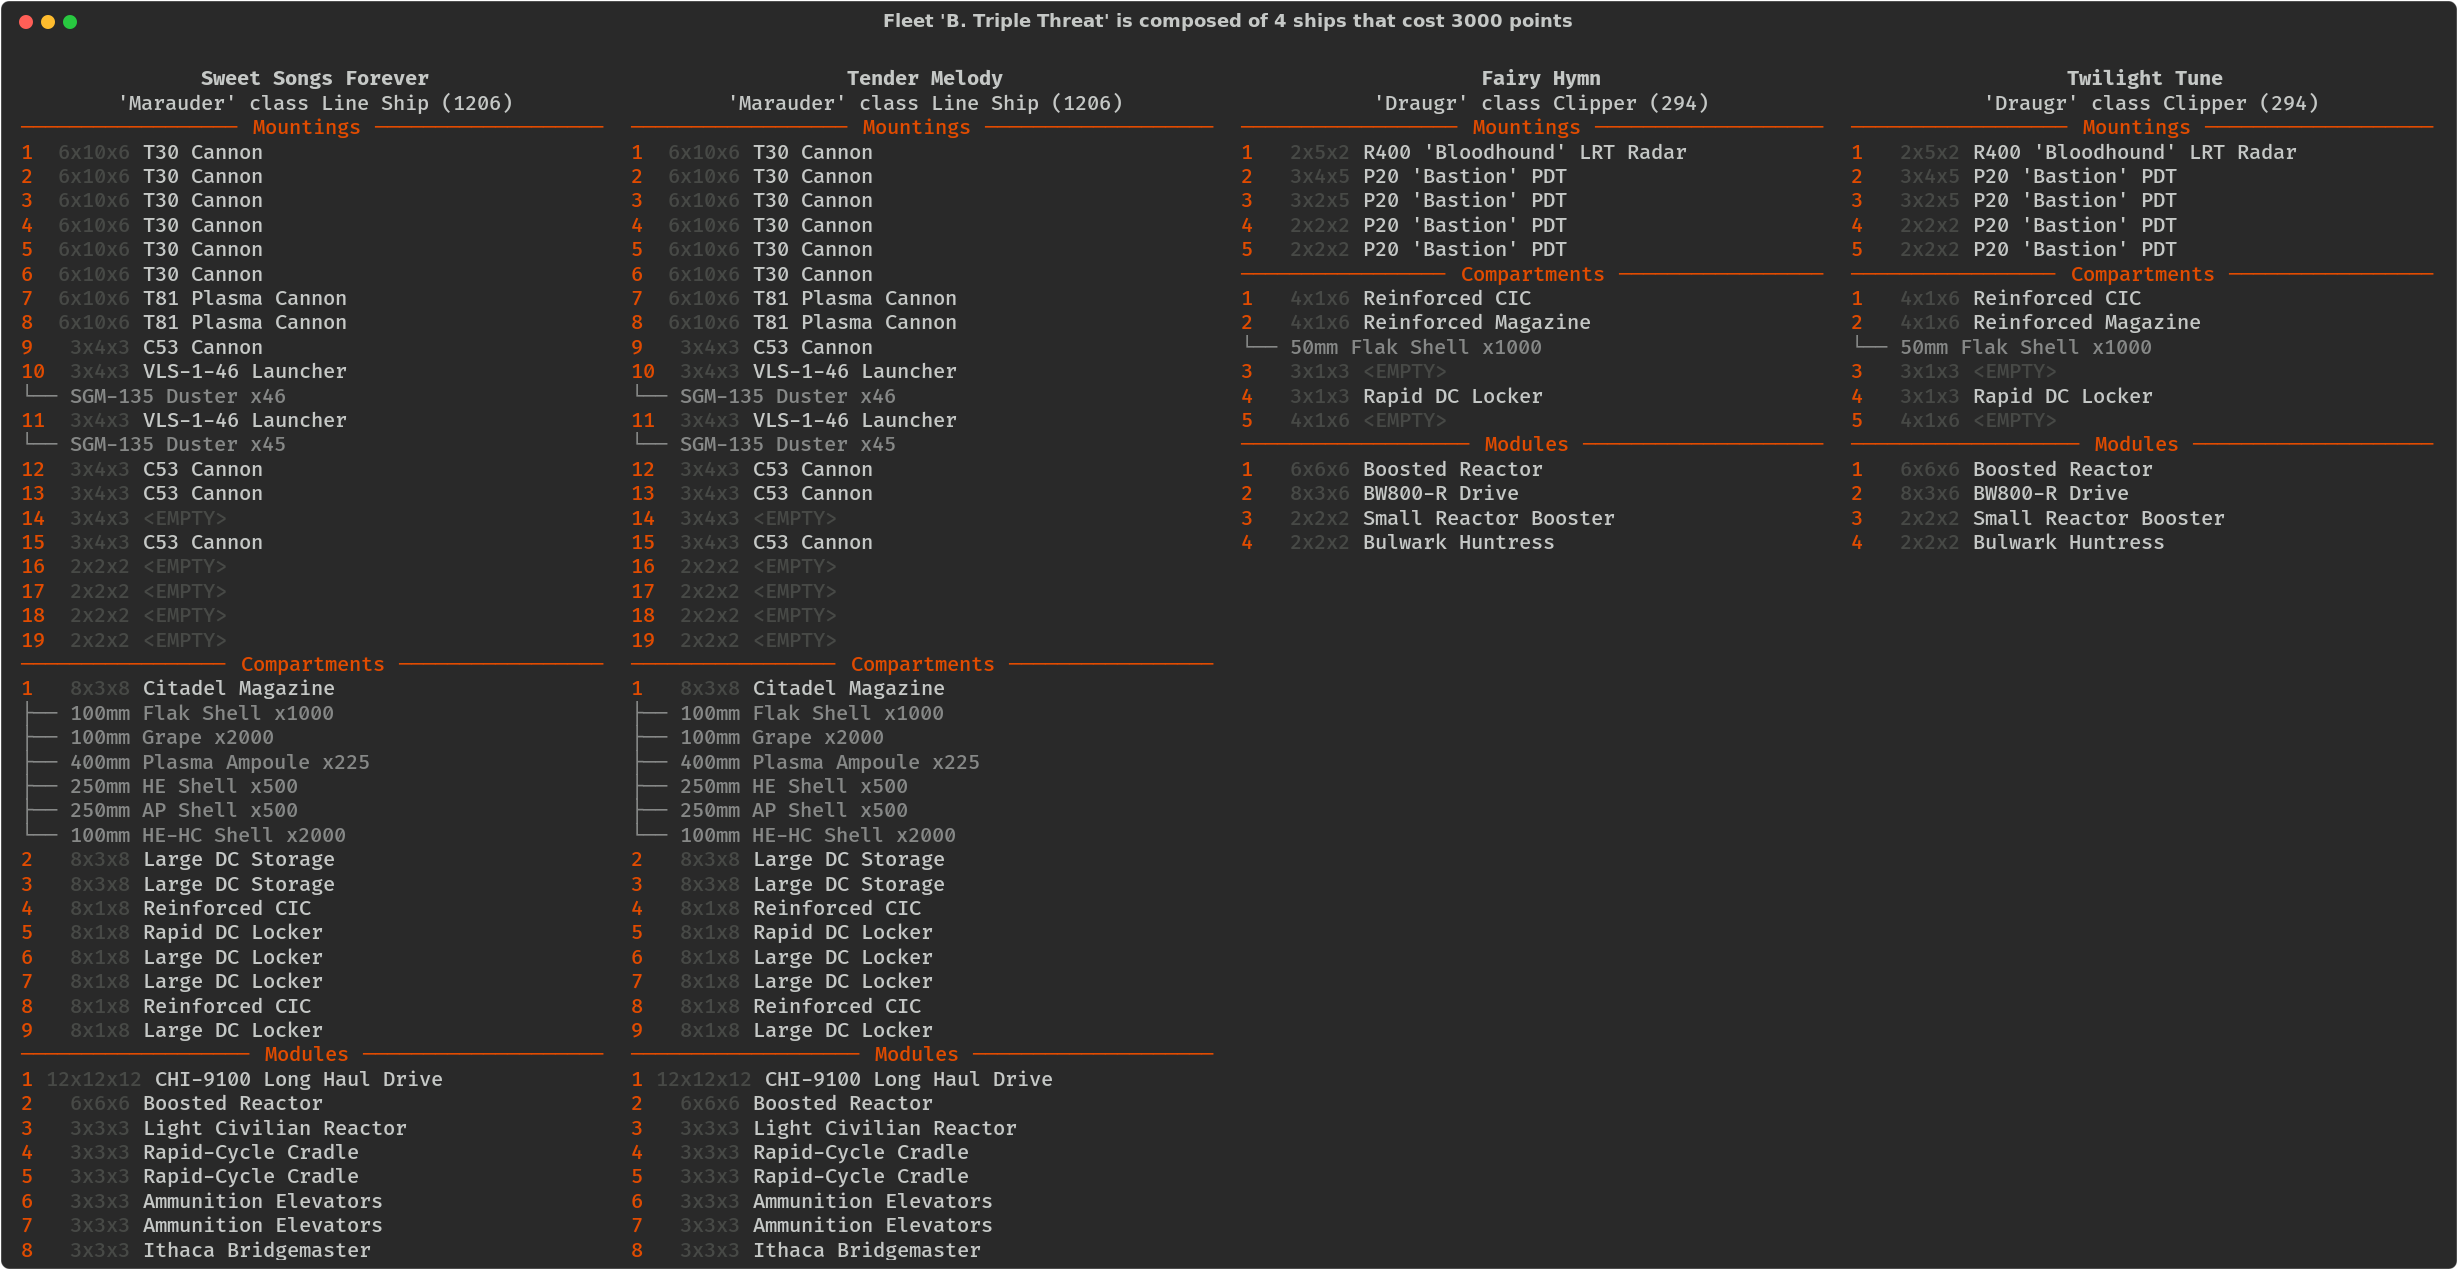 Fleet 'B. Triple Threat' is composed of 4 ships that cost 3000 points
Sweet Songs Forever
'Marauder' class Line Ship (1206)
Mountings
1 6x10x6 T30 Cannon
2 6x10x6 T30 Cannon
3 6x10x6 T30 Cannon
4 6x10x6 T30 Cannon
5 6x10x6 T30 Cannon
6 6x10x6 T30 Cannon
7 6x10x6 T81 Plasma Cannon
8 6x10x6 T81 Plasma Cannon
9 3x4x3 C53 Cannon
10 3x4x3 VLS-1-46 Launcher
└── SGM-135 Duster x46
11 3x4x3 VLS-1-46 Launcher
└── SGM-135 Duster x45
12 3x4x3 C53 Cannon
13 3x4x3 C53 Cannon
14 3x4x3 <EMPTY>
15 3x4x3 C53 Cannon
16 2x2x2 <EMPTY>
17 2x2x2 <EMPTY>
18 2x2x2 <EMPTY>
19 2x2x2 <EMPTY>
Compartments
1 8x3x8 Citadel Magazine
├── 100mm Flak Shell x1000
├── 100mm Grape x2000
├── 400mm Plasma Ampoule x225
├── 250mm HE Shell x500
├── 250mm AP Shell x500
└── 100mm HE-HC Shell x2000
2 8x3x8 Large DC Storage
3 8x3x8 Large DC Storage
4 8x1x8 Reinforced CIC
5 8x1x8 Rapid DC Locker
6 8x1x8 Large DC Locker
7 8x1x8 Large DC Locker
8 8x1x8 Reinforced CIC
9 8x1x8 Large DC Locker
Modules
1 12x12x12 CHI-9100 Long Haul Drive
2 6x6x6 Boosted Reactor
3 3x3x3 Light Civilian Reactor
4 3x3x3 Rapid-Cycle Cradle
5 3x3x3 Rapid-Cycle Cradle
6 3x3x3 Ammunition Elevators
7 3x3x3 Ammunition Elevators
8 3x3x3 Ithaca Bridgemaster
Tender Melody
'Marauder' class Line Ship (1206)
Mountings
1 6x10x6 T30 Cannon
2 6x10x6 T30 Cannon
3 6x10x6 T30 Cannon
4 6x10x6 T30 Cannon
5 6x10x6 T30 Cannon
6 6x10x6 T30 Cannon
7 6x10x6 T81 Plasma Cannon
8 6x10x6 T81 Plasma Cannon
9 3x4x3 C53 Cannon
10 3x4x3 VLS-1-46 Launcher
└── SGM-135 Duster x46
11 3x4x3 VLS-1-46 Launcher
└── SGM-135 Duster x45
12 3x4x3 C53 Cannon
13 3x4x3 C53 Cannon
14 3x4x3 <EMPTY>
15 3x4x3 C53 Cannon
16 2x2x2 <EMPTY>
17 2x2x2 <EMPTY>
18 2x2x2 <EMPTY>
19 2x2x2 <EMPTY>
Compartments
1 8x3x8 Citadel Magazine
├── 100mm Flak Shell x1000
├── 100mm Grape x2000
├── 400mm Plasma Ampoule x225
├── 250mm HE Shell x500
├── 250mm AP Shell x500
└── 100mm HE-HC Shell x2000
2 8x3x8 Large DC Storage
3 8x3x8 Large DC Storage
4 8x1x8 Reinforced CIC
5 8x1x8 Rapid DC Locker
6 8x1x8 Large DC Locker
7 8x1x8 Large DC Locker
8 8x1x8 Reinforced CIC
9 8x1x8 Large DC Locker
Modules
1 12x12x12 CHI-9100 Long Haul Drive
2 6x6x6 Boosted Reactor
3 3x3x3 Light Civilian Reactor
4 3x3x3 Rapid-Cycle Cradle
5 3x3x3 Rapid-Cycle Cradle
6 3x3x3 Ammunition Elevators
7 3x3x3 Ammunition Elevators
8 3x3x3 Ithaca Bridgemaster
Fairy Hymn
'Draugr' class Clipper (294)
Mountings
1 2x5x2 R400 'Bloodhound' LRT Radar
2 3x4x5 P20 'Bastion' PDT
3 3x2x5 P20 'Bastion' PDT
4 2x2x2 P20 'Bastion' PDT
5 2x2x2 P20 'Bastion' PDT
Compartments
1 4x1x6 Reinforced CIC
2 4x1x6 Reinforced Magazine
└── 50mm Flak Shell x1000
3 3x1x3 <EMPTY>
4 3x1x3 Rapid DC Locker
5 4x1x6 <EMPTY>
Modules
1 6x6x6 Boosted Reactor
2 8x3x6 BW800-R Drive
3 2x2x2 Small Reactor Booster
4 2x2x2 Bulwark Huntress
Twilight Tune
'Draugr' class Clipper (294)
Mountings
1 2x5x2 R400 'Bloodhound' LRT Radar
2 3x4x5 P20 'Bastion' PDT
3 3x2x5 P20 'Bastion' PDT
4 2x2x2 P20 'Bastion' PDT
5 2x2x2 P20 'Bastion' PDT
Compartments
1 4x1x6 Reinforced CIC
2 4x1x6 Reinforced Magazine
└── 50mm Flak Shell x1000
3 3x1x3 <EMPTY>
4 3x1x3 Rapid DC Locker
5 4x1x6 <EMPTY>
Modules
1 6x6x6 Boosted Reactor
2 8x3x6 BW800-R Drive
3 2x2x2 Small Reactor Booster
4 2x2x2 Bulwark Huntress